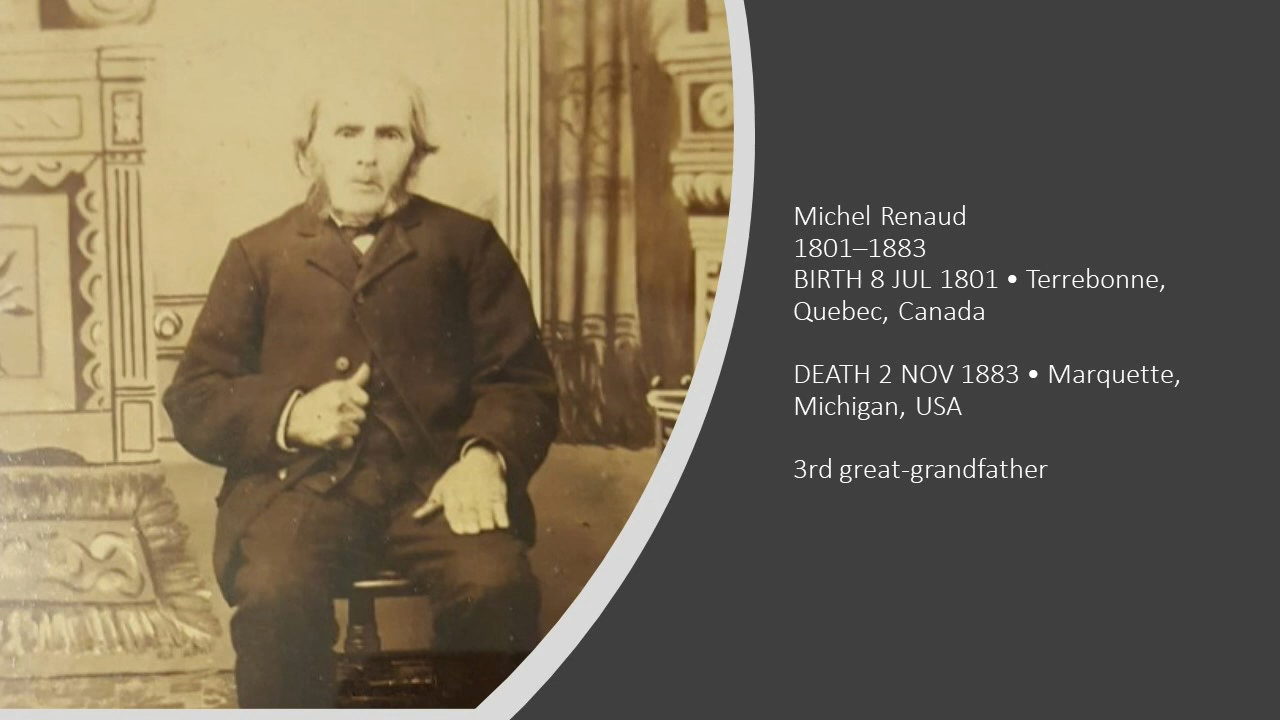 Michel Renaud
1801–1883
BIRTH 8 JUL 1801 • Terrebonne,
Quebec, Canada
DEATH 2 NOV 1883 • Marquette,
Michigan, USA
3rd great-grandfather